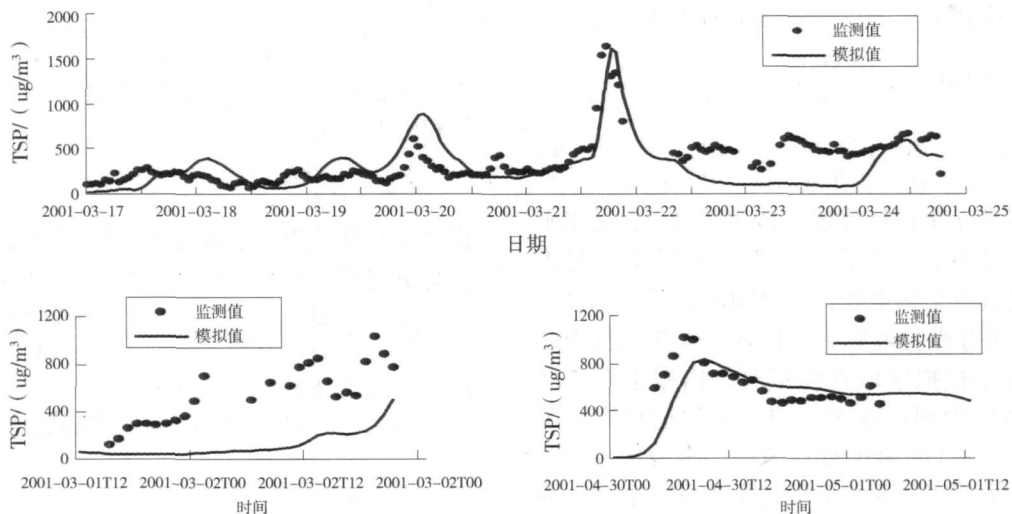 TSP/( ug/m³ )
2000
1500
1000
500
0
监测值
模拟值
2001-03-17
2001-03-18
2001-03-19
2001-03-20
2001-03-21
2001-03-22
2001-03-23
2001-03-24
2001-03-25
日期
TSP/( ug/m³ )
1200
800
400
0
监测值
模拟值
2001-03-01T12
2001-03-02T00
2001-03-02T12
2001-03-02T00
时间
TSP/( ug/m³ )
1200
800
400
0
监测值
模拟值
2001-04-30T00
2001-04-30T12
2001-05-01T00
2001-05-01T12
时间